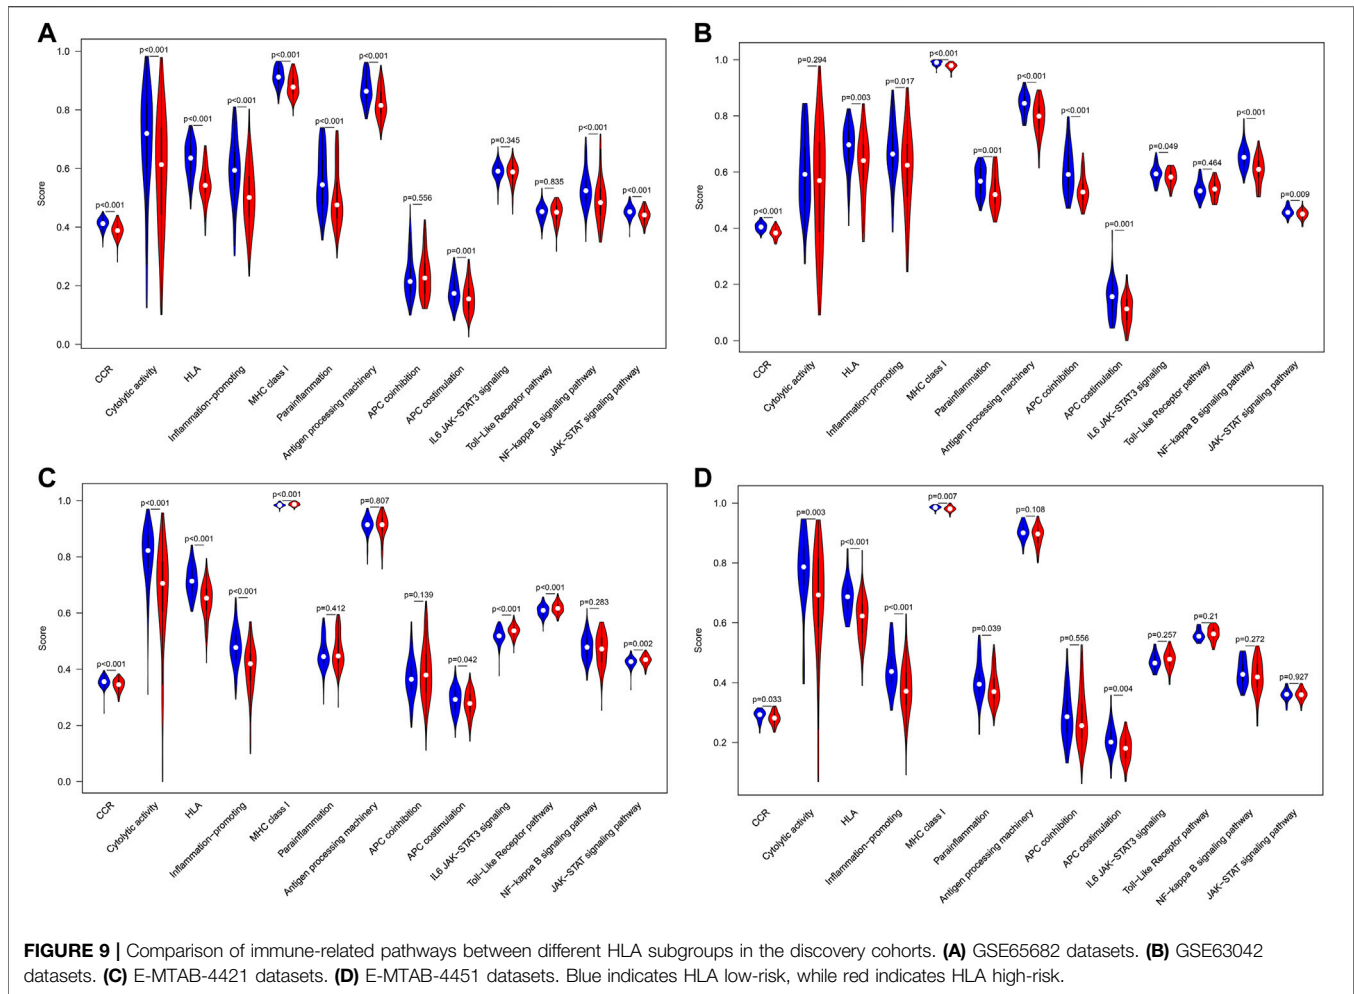 A
p<0.001
p<0.001
p<0.001
p<0.001
p<0.001
p<0.001
p<0.001
p=0.556
p=0.001
p=0.345
p=0.835
p<0.001
p<0.001
Score
1.0
0.8
0.6
0.4
0.2
0.0
CCR
Cytolytic activity
HLA
Inflammation-promoting
MHC class I
Parainflammation
Antigen processing machinery
APC coinhibition
APC costimulation
IL6 JAK-STAT3 signaling
Toll-Like Receptor pathway
NF-kappa B signaling pathway
JAK-STAT signaling pathway
B
p<0.001
p=0.294
p=0.003
p=0.017
p<0.001
p=0.001
p<0.001
p<0.001
p=0.001
p=0.049
p=0.464
p<0.001
p=0.009
Score
1.0
0.8
0.6
0.4
0.2
0.0
CCR
Cytolytic activity
HLA
Inflammation-promoting
MHC class I
Parainflammation
Antigen processing machinery
APC coinhibition
APC costimulation
IL6 JAK-STAT3 signaling
Toll-Like Receptor pathway
NF-kappa B signaling pathway
JAK-STAT signaling pathway
C
p<0.001
p<0.001
p<0.001
p<0.001
p<0.001
p=0.412
p=0.807
p=0.139
p=0.042
p<0.001
p<0.001
p=0.283
p=0.002
Score
1.0
0.8
0.6
0.4
0.2
0.0
CCR
Cytolytic activity
HLA
Inflammation-promoting
MHC class I
Parainflammation
Antigen processing machinery
APC coinhibition
APC costimulation
IL6 JAK-STAT3 signaling
Toll-Like Receptor pathway
NF-kappa B signaling pathway
JAK-STAT signaling pathway
D
p=0.033
p=0.003
p<0.001
p<0.001
p=0.007
p=0.039
p=0.108
p=0.556
p=0.004
p=0.257
p=0.21
p=0.272
p=0.927
Score
1.0
0.8
0.6
0.4
0.2
CCR
Cytolytic activity
HLA
Inflammation-promoting
MHC class I
Parainflammation
Antigen processing machinery
APC coinhibition
APC costimulation
IL6 JAK-STAT3 signaling
Toll-Like Receptor pathway
NF-kappa B signaling pathway
JAK-STAT signaling pathway
FIGURE 9 | Comparison of immune-related pathways between different HLA subgroups in the discovery cohorts. (A) GSE65682 datasets. (B) GSE63042
datasets. (C) E-MTAB-4421 datasets. (D) E-MTAB-4451 datasets. Blue indicates HLA low-risk, while red indicates HLA high-risk.